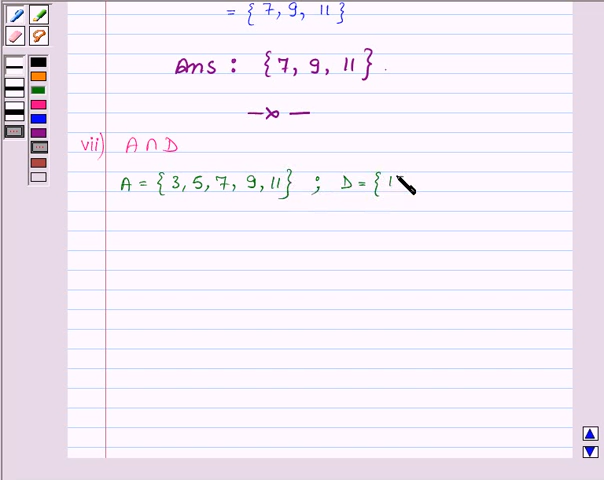 = { 7, 9, 11 }
Ans : { 7, 9, 11 } .
vii) A ∩ D
A = { 3, 5, 7, 9, 11 } ; D = { 1